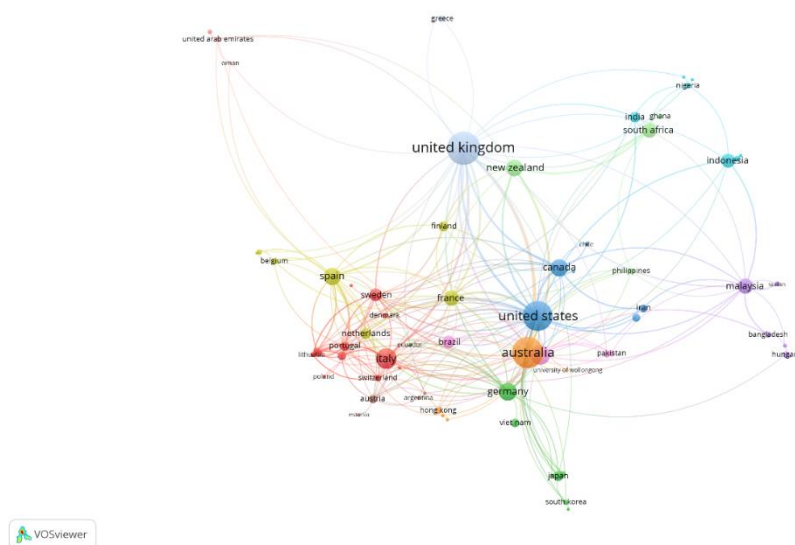 greece
united arab emirates
oman
nigeria
india
ghana
south africa
united kingdom
indonesia
new zealand
finland
chile
belgium
spain
canada
philippines
malaysia
sweden
france
iran
denmark
united states
netherlands
brazil
bangladesh
portugal
ecuador
lithuania
italy
australia
pakistan
hungary
university of wollongong
poland
switzerland
germany
argentina
austria
hong kong
viet nam
japan
south korea
VOSviewer